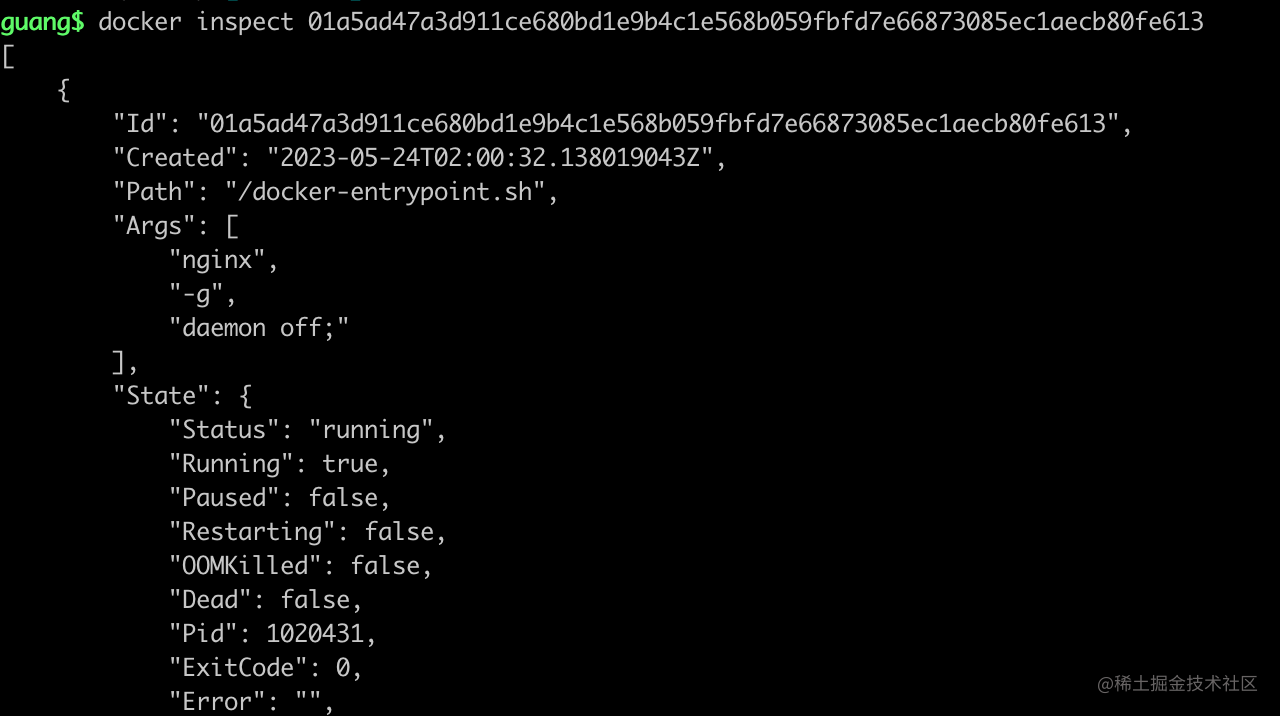 guang$ docker inspect 01a5ad47a3d911ce680bd1e9b4c1e568b059fbfd7e66873085ec1aecb80fe613
[
    {
        "Id": "01a5ad47a3d911ce680bd1e9b4c1e568b059fbfd7e66873085ec1aecb80fe613",
        "Created": "2023-05-24T02:00:32.138019043Z",
        "Path": "/docker-entrypoint.sh",
        "Args": [
            "nginx",
            "-g",
            "daemon off;"
        ],
        "State": {
            "Status": "running",
            "Running": true,
            "Paused": false,
            "Restarting": false,
            "OOMKilled": false,
            "Dead": false,
            "Pid": 1020431,
            "ExitCode": 0,
            "Error": "",
@稀土掘金技术社区